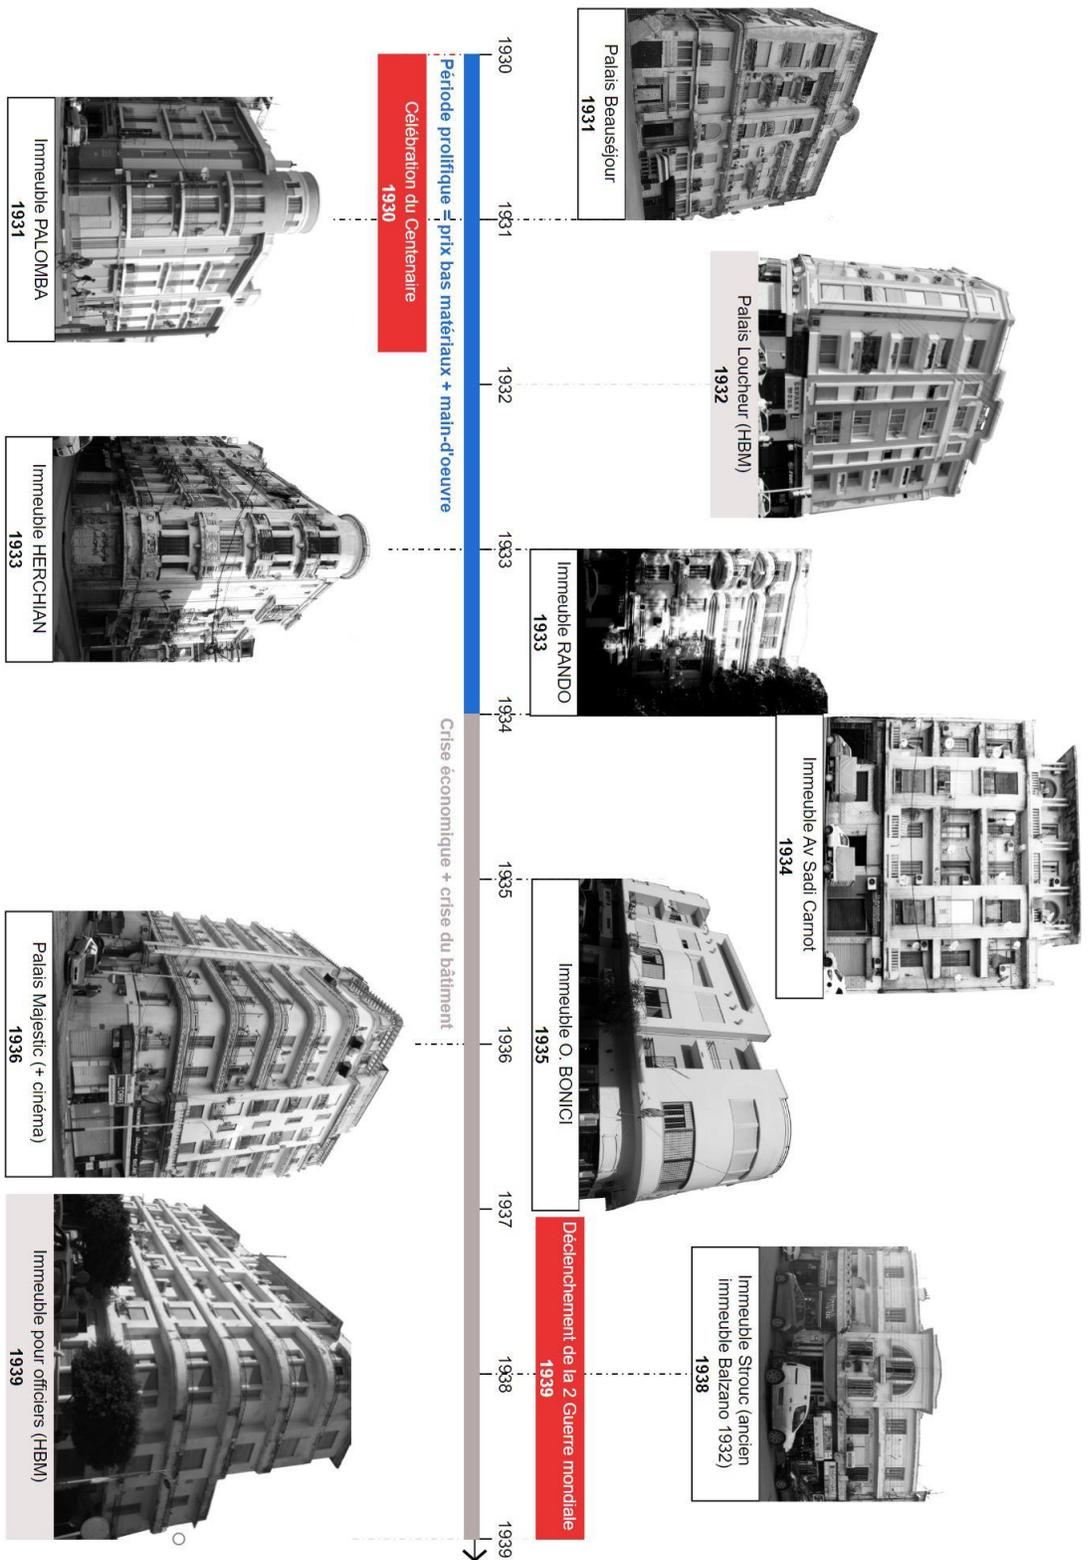 Palais Beauséjour
1931
Palais Loucheur (HBM)
1932
Immeuble RANDO
1933
Immeuble Av Sadi Carnot
1934
Immeuble O. BONICI
1935
Immeuble Strouc (ancien
immeuble Balzano 1932)
1938
Déclenchement de la 2 Guerre mondiale
1939
1930
1931
1932
1933
1934
1935
1936
1937
1938
1939
Période prolifique = prix bas matériaux + main-d'oeuvre
Crise économique + crise du bâtiment
Célébration du Centenaire
1930
Immeuble PALOMBA
1931
Immeuble HERCHIAN
1933
Palais Majestic (+ cinéma)
1936
Immeuble pour officiers (HBM)
1939